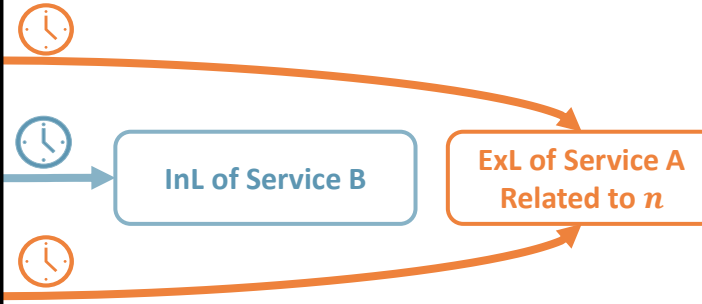 InL of Service B
ExL of Service A
Related to n